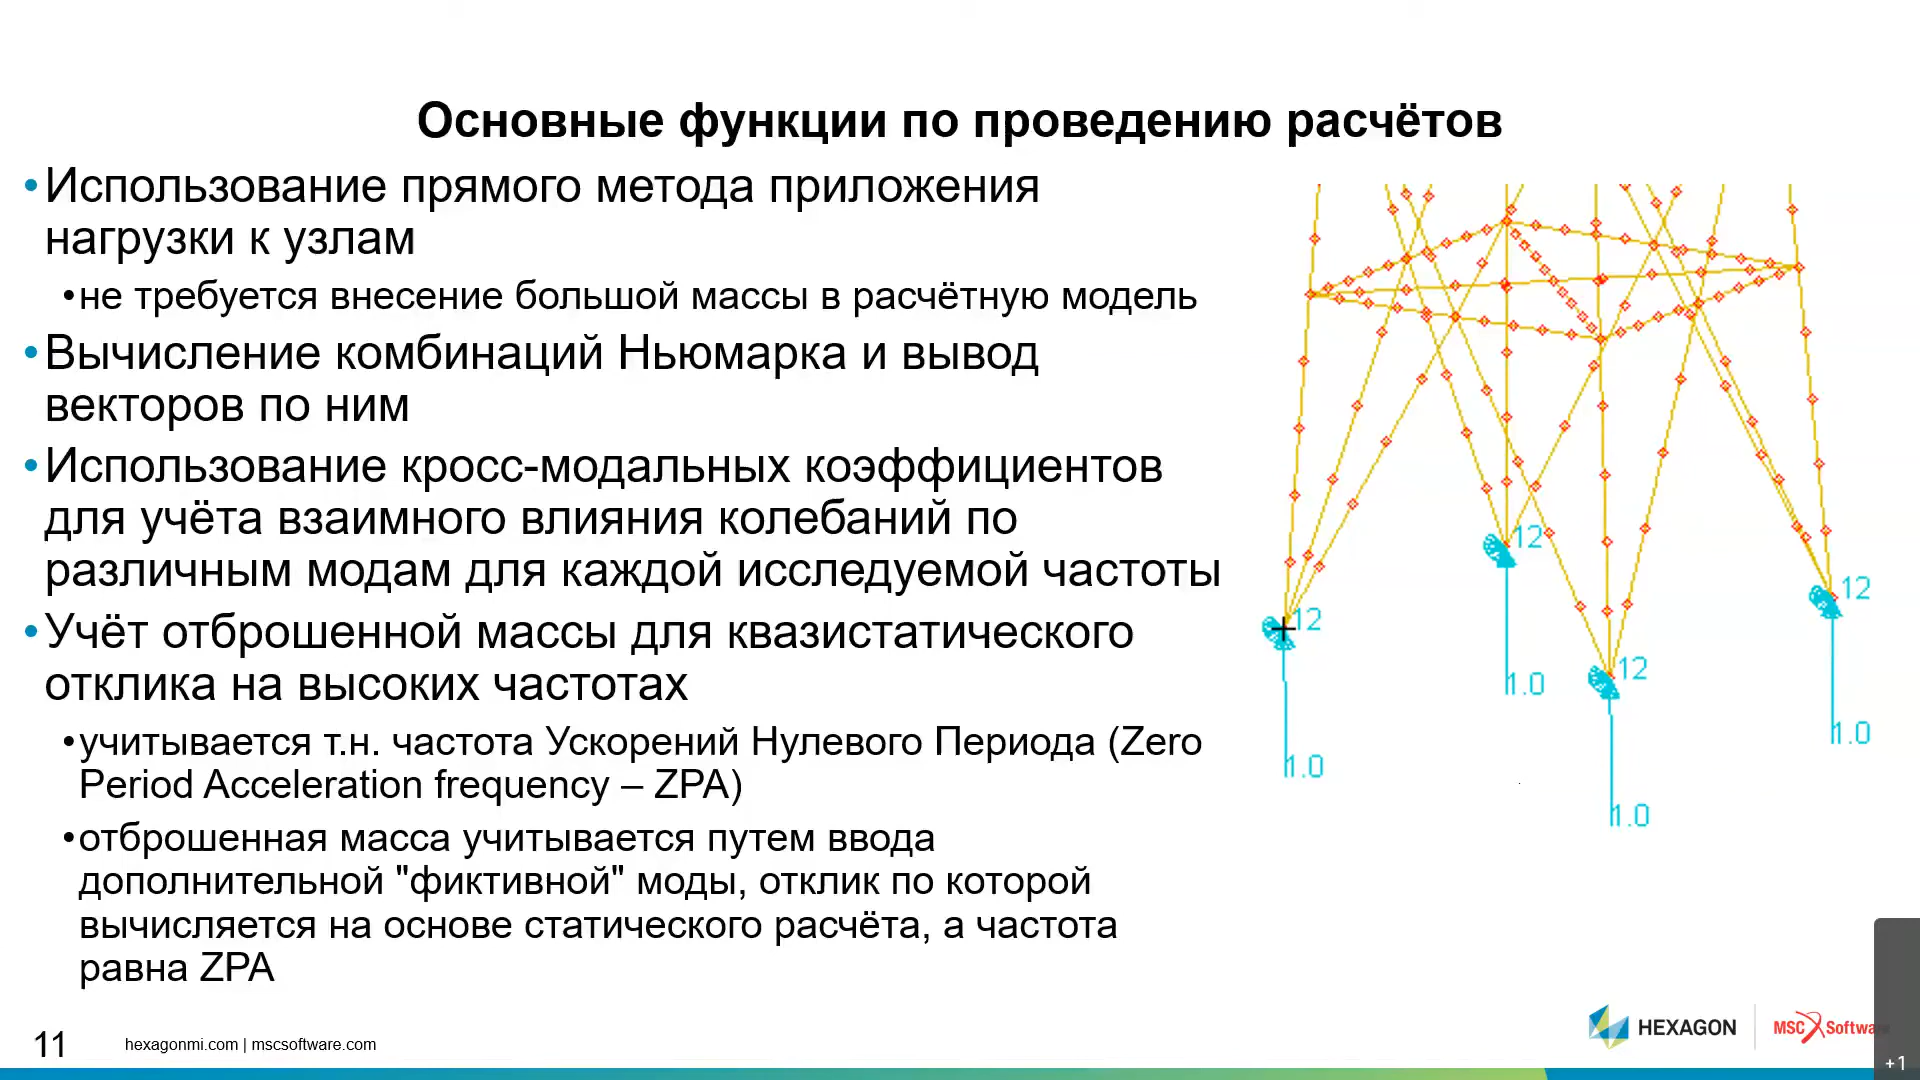 Основные функции по проведению расчётов
•Использование прямого метода приложения
нагрузки к узлам
•не требуется внесение большой массы в расчётную модель
•Вычисление комбинаций Ньюмарка и вывод
векторов по ним
•Использование кросс-модальных коэффициентов
для учёта взаимного влияния колебаний по
различным модам для каждой исследуемой частоты
•Учёт отброшенной массы для квазистатического
отклика на высоких частотах
•учитывается т.н. частота Ускорений Нулевого Периода (Zero
Period Acceleration frequency – ZPA)
•отброшенная масса учитывается путем ввода
дополнительной "фиктивной" моды, отклик по которой
вычисляется на основе статического расчёта, а частота
равна ZPA
12
12
12
12
1.0
1.0
1.0
1.0
11
hexagonmi.com | mscsoftware.com
HEXAGON
MSC Software
+1